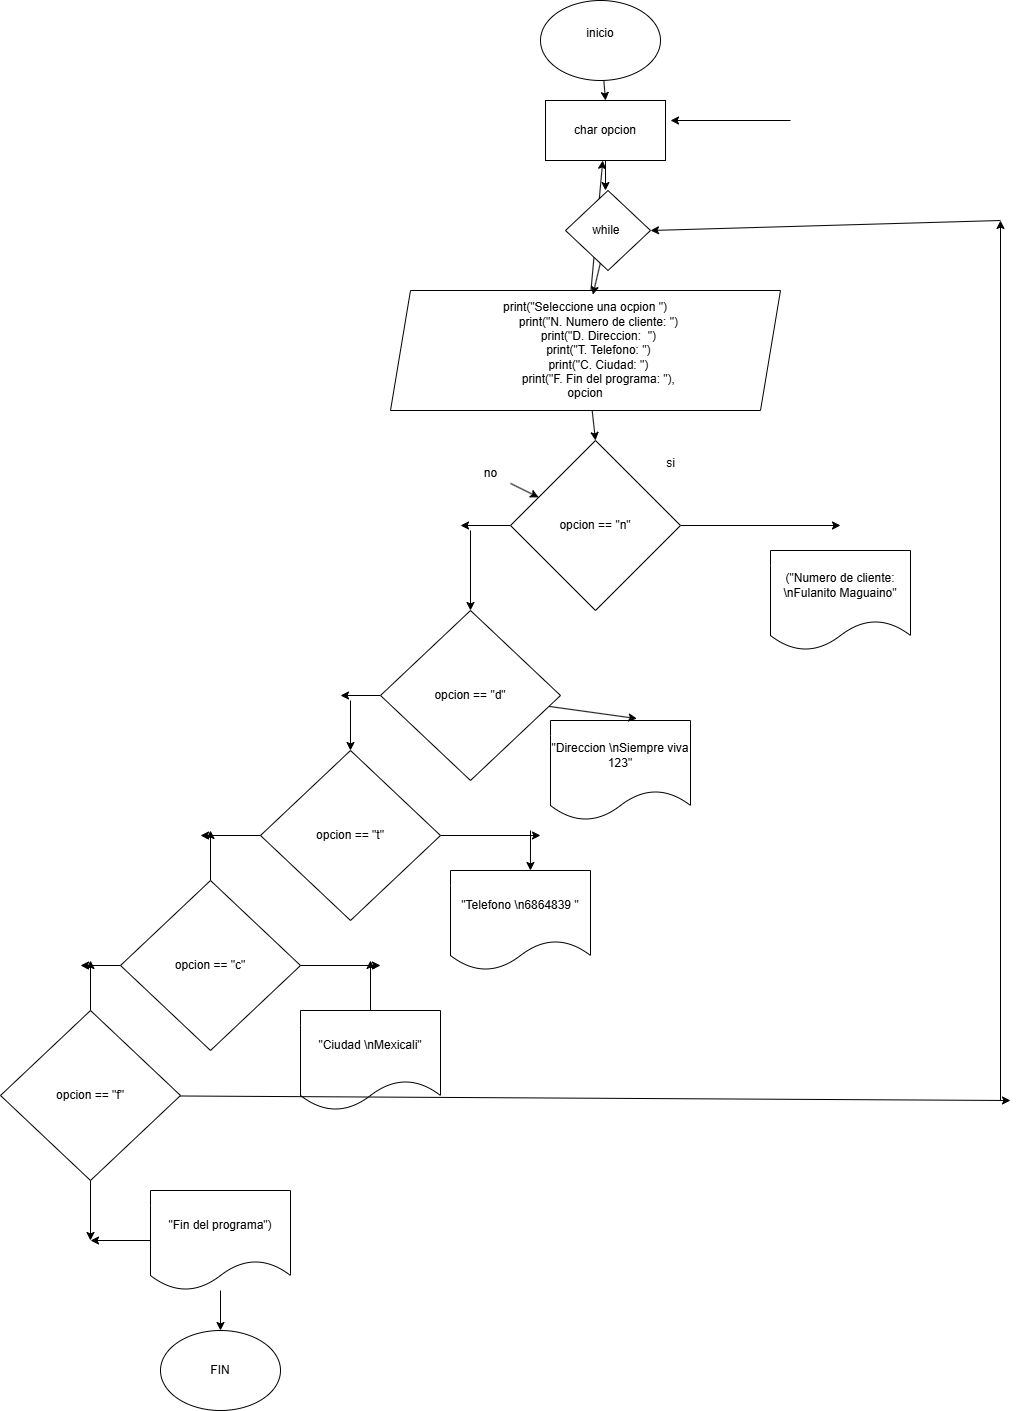 inicio
char opcion
while
print("Seleccione una ocpion ")
print("N. Numero de cliente: ")
print("D. Direccion:  ")
print("T. Telefono: ")
print("C. Ciudad: ")
print("F. Fin del programa: "),
opcion
no
si
opcion == "n"
("Numero de cliente:
\nFulanito Maguaino"
opcion == "d"
"Direccion \nSiempre viva
123"
opcion == "t"
"Telefono \n6864839 "
opcion == "c"
"Ciudad \nMexicali"
opcion == "f"
"Fin del programa")
FIN